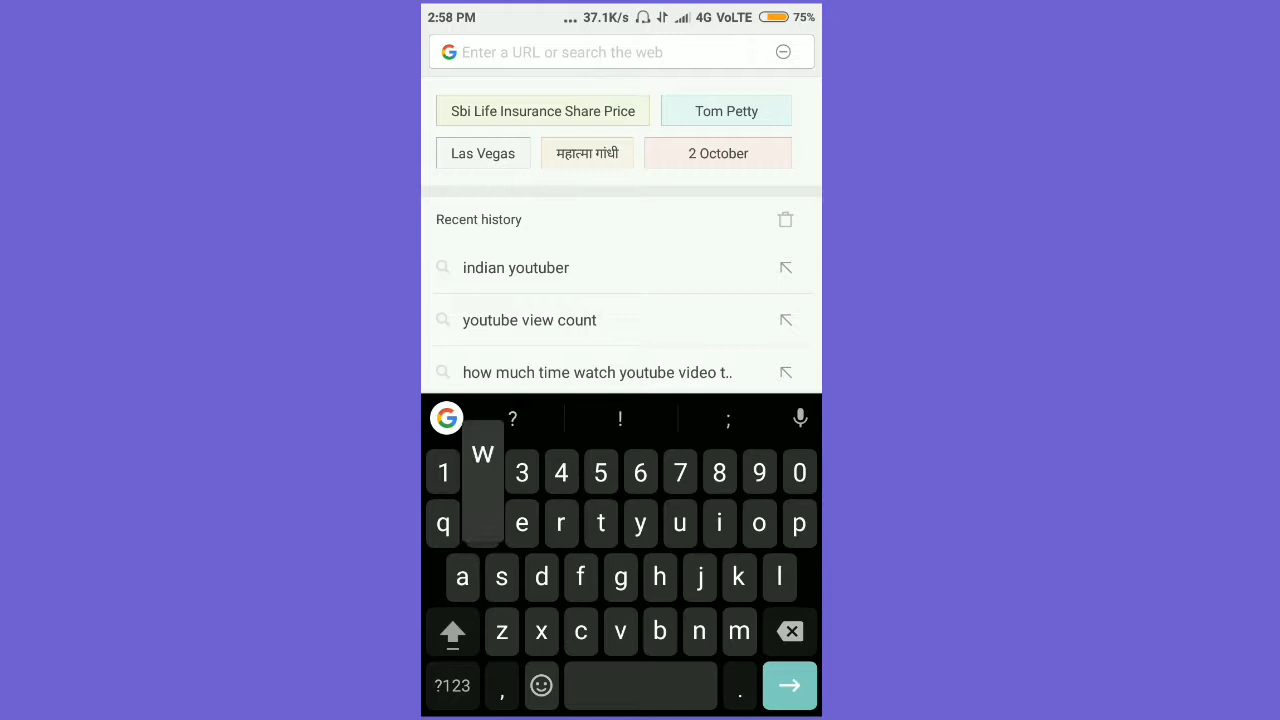 2:58 PM ... 37.1K/s 4G VoLTE 75%
Enter a URL or search the web
Sbi Life Insurance Share Price Tom Petty
Las Vegas महात्मा गांधी 2 October
Recent history
indian youtuber
youtube view count
how much time watch youtube video t..
? ! ;
w
1 3 4 5 6 7 8 9 0
q e r t y u i o p
a s d f g h j k l
z x c v b n m
?123 , .